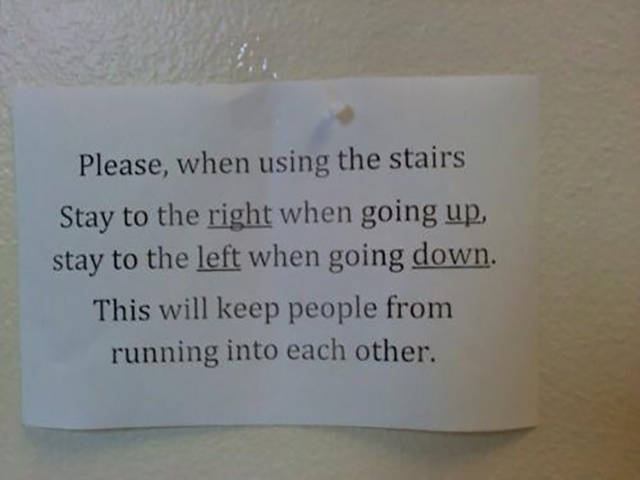 Please, when using the stairs
Stay to the right when going up,
stay to the left when going down.
This will keep people from
running into each other.